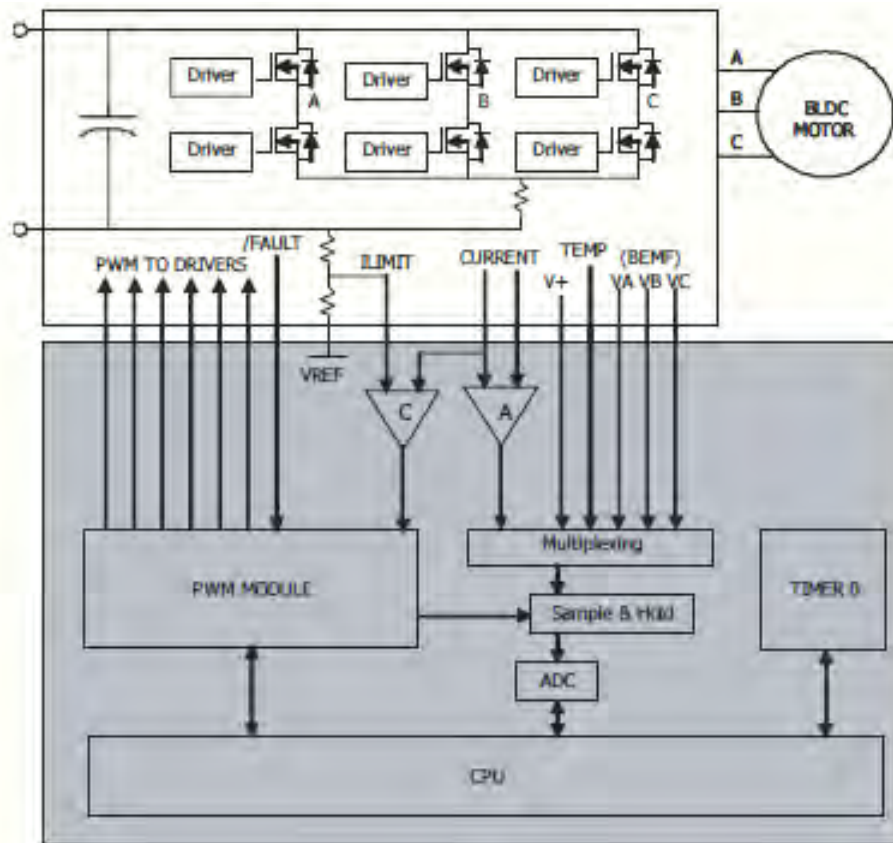 Driver
Driver
Driver
A
B
C
Driver
Driver
Driver
A
B
C
BLDC
MOTOR
/FAULT
PWM TO DRIVERS
ILIMIT
CURRENT
TEMP
(BEMF)
V+
VA VB VC
VREF
C
A
Multiplexing
PWM MODULE
Sample & Hold
ADC
CPU